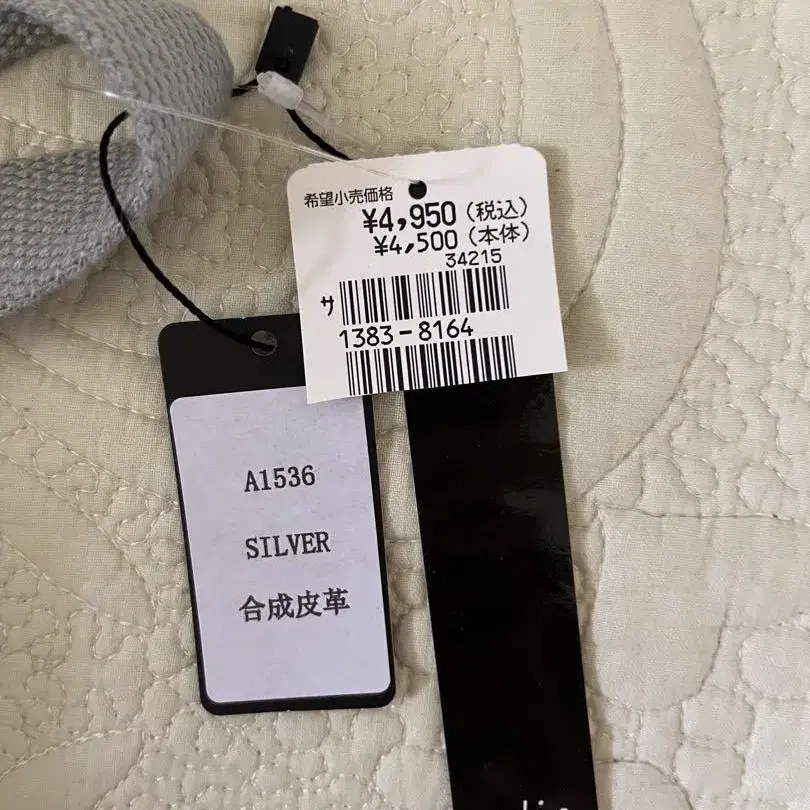 希望小売価格
¥4,950(税込)
¥4,500(本体)
34215
サ
1383-8164
A1536
SILVER
合成皮革